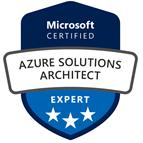 Microsoft
CERTIFIED
AZURE SOLUTIONS
ARCHITECT
EXPERT